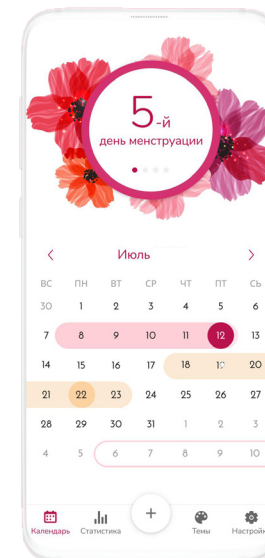 5-й
день менструации
Июль
ВС ПН ВТ СР ЧТ ПТ СЬ
30 1 2 3 4 5 6
7 8 9 10 11 12 13
14 15 16 17 18 19 20
21 22 23 24 25 26 27
28 29 30 31 1 2 3
4 5 6 7 8 9 10
+
Календарь Статистика Темы Настройк